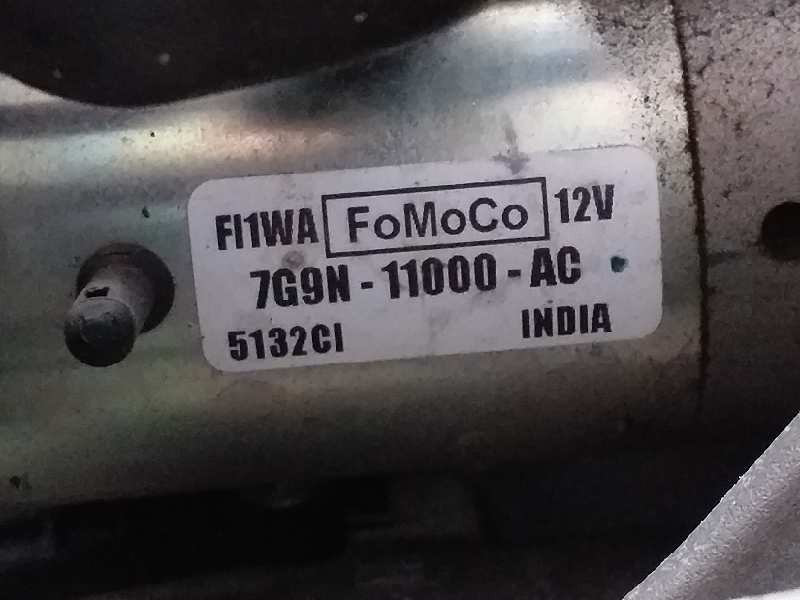 FI1WA FoMoCo 12V
7G9N - 11000 - AC
5132CI INDIA